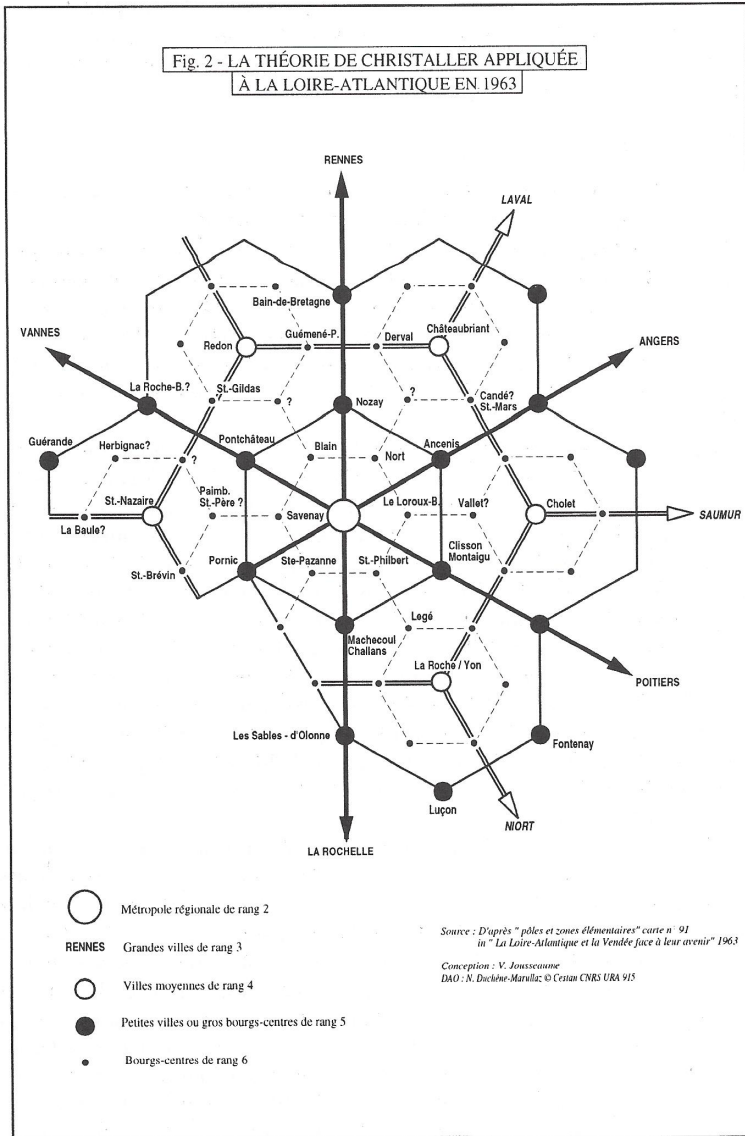 Fig. 2 - LA THÉORIE DE CHRISTALLER APPLIQUÉE
À LA LOIRE-ATLANTIQUE EN 1963
RENNES
LAVAL
Bain-de-Bretagne
Châteaubriant
Guémené-P.
Derval
Redon
VANNES
ANGERS
La Roche-B.?
St.-Gildas
?
Nozay
?
Candé?
St.-Mars
Guérande
Herbignac?
?
Pontchâteau
Blain
Nort
Ancenis
St.-Nazaire
Paimb.
St.-Père ?
Savenay
Le Loroux-B.
Vallet?
Cholet
SAUMUR
La Baule?
St.-Brévin
Pornic
Ste-Pazanne
St.-Philbert
Clisson
Montaigu
Machecoul
Challans
Legé
La Roche / Yon
POITIERS
Les Sables - d'Olonne
Fontenay
Luçon
NIORT
LA ROCHELLE
Métropole régionale de rang 2
RENNES Grandes villes de rang 3
Villes moyennes de rang 4
Petites villes ou gros bourgs-centres de rang 5
Bourgs-centres de rang 6
Source : D'après " pôles et zones élementaires" carte n° 91
in " La Loire-Atlantique et la Vendée face à leur avenir" 1963
Conception : V. Jousseaume
DAO : N. Duchêne-Marullaz © Cestan CNRS URA 915